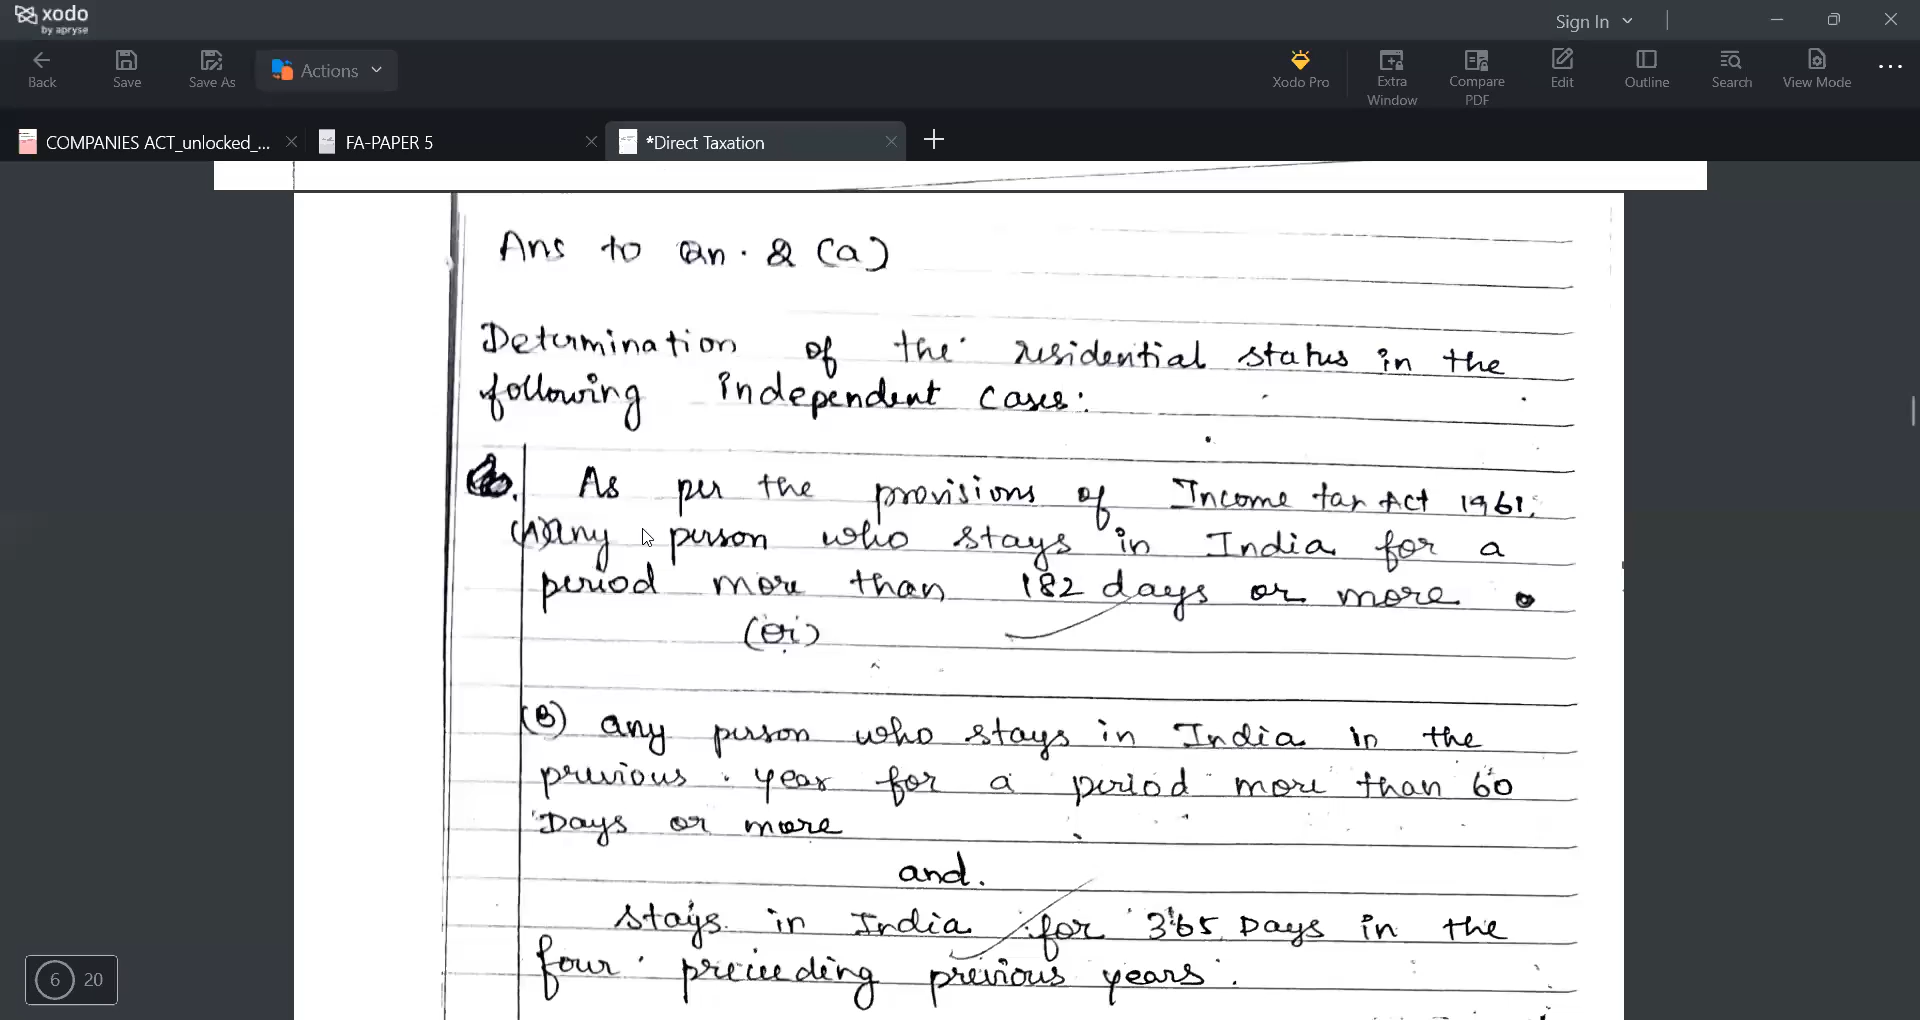 xodo
by apryse
Sign In
Back
Save
Save As
Actions
Xodo Pro
Extra Window
Compare PDF
Edit
Outline
Search
View Mode
COMPANIES ACT_unlocked_...
FA-PAPER 5
*Direct Taxation
Ans to Qn. 2 (a)
Determination of the residential status in the
following independent cases:
As per the provisions of Income tax Act 1961,
(A) any person who stays in India for a
period more than 182 days or more
(or)
(B) any person who stays in India in the
previous year for a period more than 60
Days or more
and.
stays in India for 365 Days in the
four preceeding previous years.
6 20